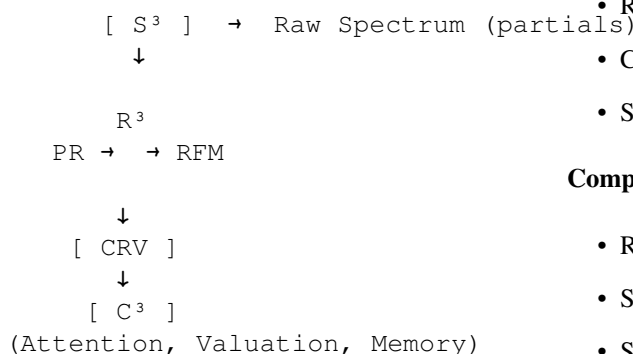 [ S³ ] → Raw Spectrum (partials)
↓
R³
PR → → RFM
↓
[ CRV ]
↓
[ C³ ]
(Attention, Valuation, Memory)
• R
• C
• S
Comp
• R
• S
• S